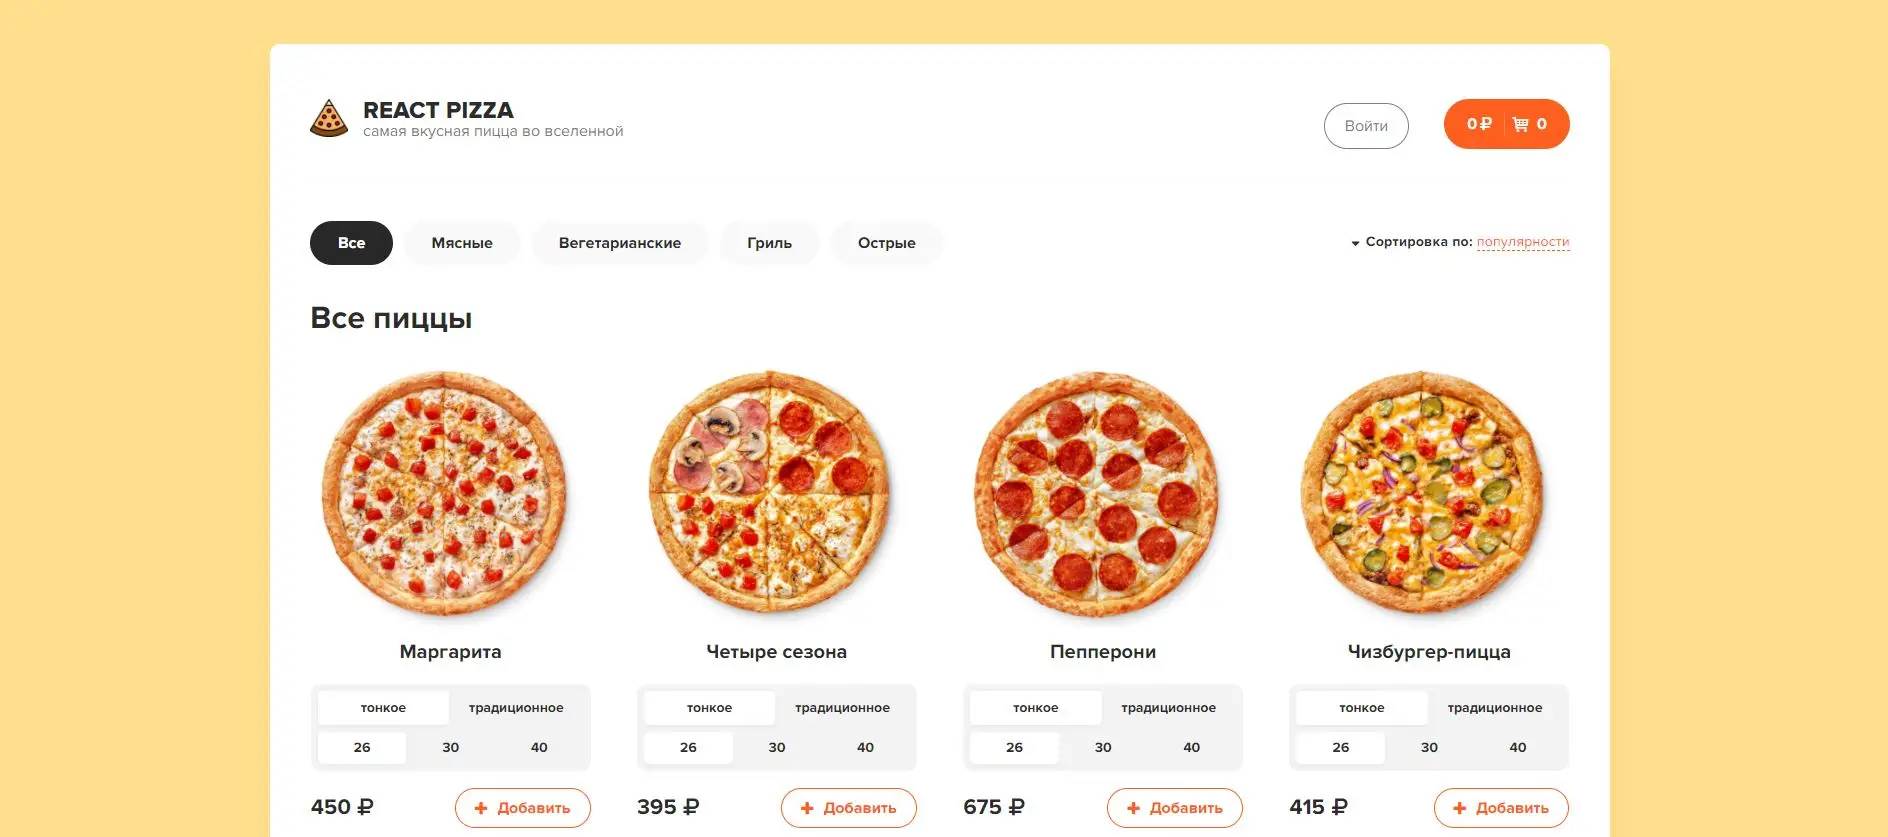 REACT PIZZA
самая вкусная пицца во вселенной
Войти
0 ₽ 0
Все Мясные Вегетарианские Гриль Острые
Сортировка по: популярности
Все пиццы
Маргарита Четыре сезона Пепперони Чизбургер-пицца
тонкое традиционное тонкое традиционное тонкое традиционное тонкое традиционное
26 30 40 26 30 40 26 30 40 26 30 40
450 ₽ + Добавить 395 ₽ + Добавить 675 ₽ + Добавить 415 ₽ + Добавить